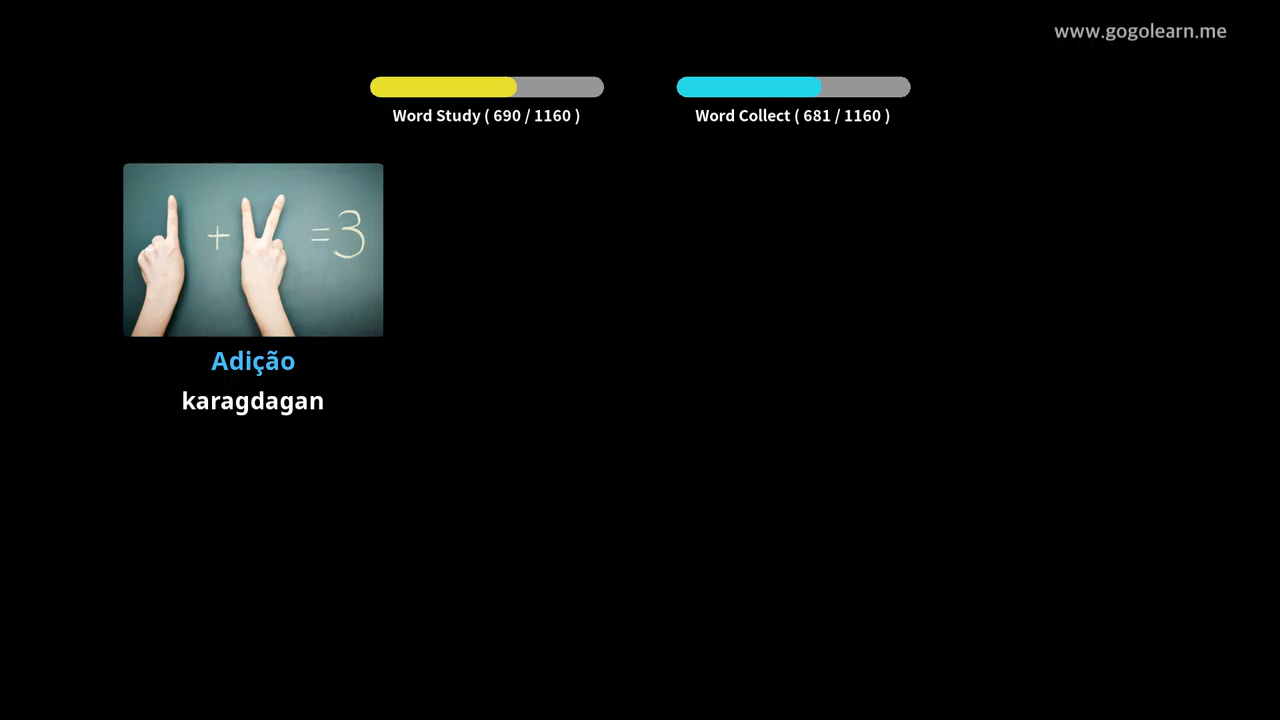 www.gogolearn.me
Word Study ( 690 / 1160 )
Word Collect ( 681 / 1160 )
+ = 3
Adição
karagdagan